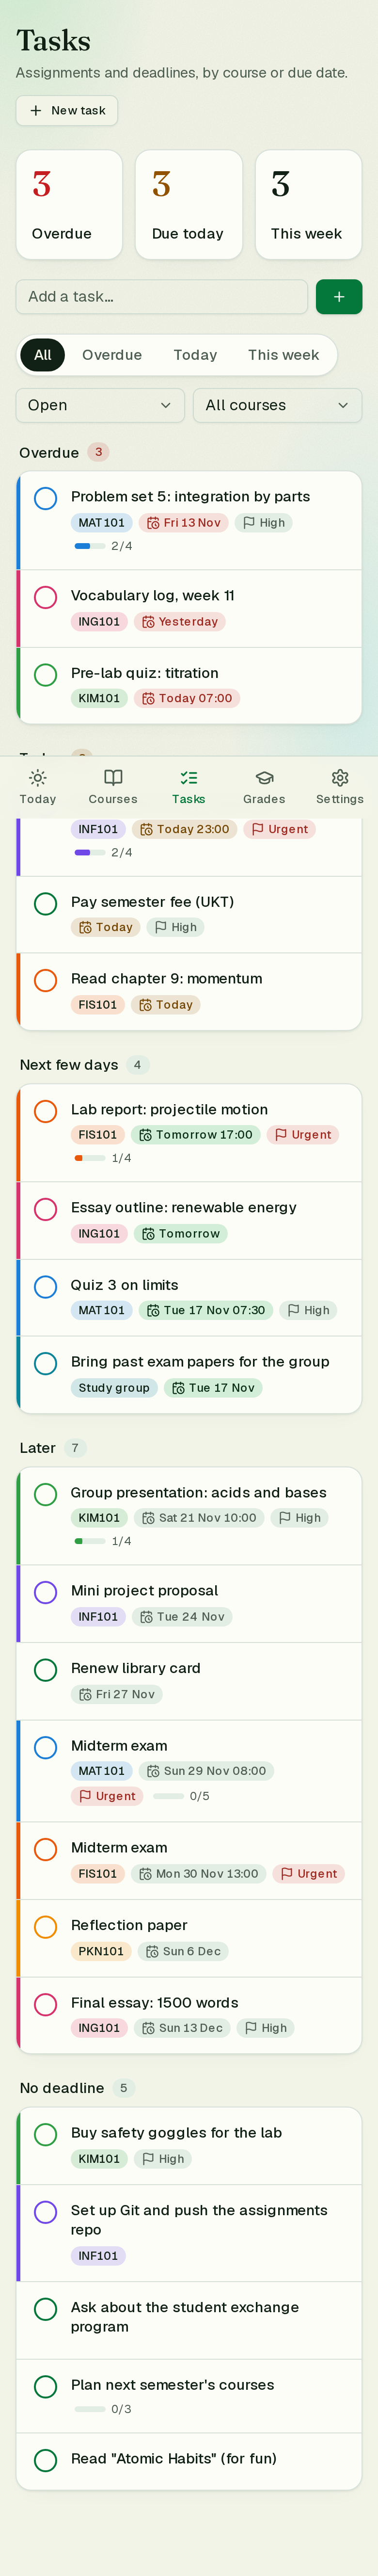 Tasks
Assignments and deadlines, by course or due date.
+ New task
3
Overdue
3
Due today
3
This week
Add a task...
+
All
Overdue
Today
This week
Open
All courses
Overdue 3
Problem set 5: integration by parts
MAT101 Fri 13 Nov High
2/4
Vocabulary log, week 11
ING101 Yesterday
Pre-lab quiz: titration
KIM101 Today 07:00
Today
Courses
Tasks
Grades
Settings
INF101 Today 23:00 Urgent
2/4
Pay semester fee (UKT)
Today High
Read chapter 9: momentum
FIS101 Today
Next few days 4
Lab report: projectile motion
FIS101 Tomorrow 17:00 Urgent
1/4
Essay outline: renewable energy
ING101 Tomorrow
Quiz 3 on limits
MAT101 Tue 17 Nov 07:30 High
Bring past exam papers for the group
Study group Tue 17 Nov
Later 7
Group presentation: acids and bases
KIM101 Sat 21 Nov 10:00 High
1/4
Mini project proposal
INF101 Tue 24 Nov
Renew library card
Fri 27 Nov
Midterm exam
MAT101 Sun 29 Nov 08:00
Urgent 0/5
Midterm exam
FIS101 Mon 30 Nov 13:00 Urgent
Reflection paper
PKN101 Sun 6 Dec
Final essay: 1500 words
ING101 Sun 13 Dec High
No deadline 5
Buy safety goggles for the lab
KIM101 High
Set up Git and push the assignments
repo
INF101
Ask about the student exchange
program
Plan next semester's courses
0/3
Read "Atomic Habits" (for fun)